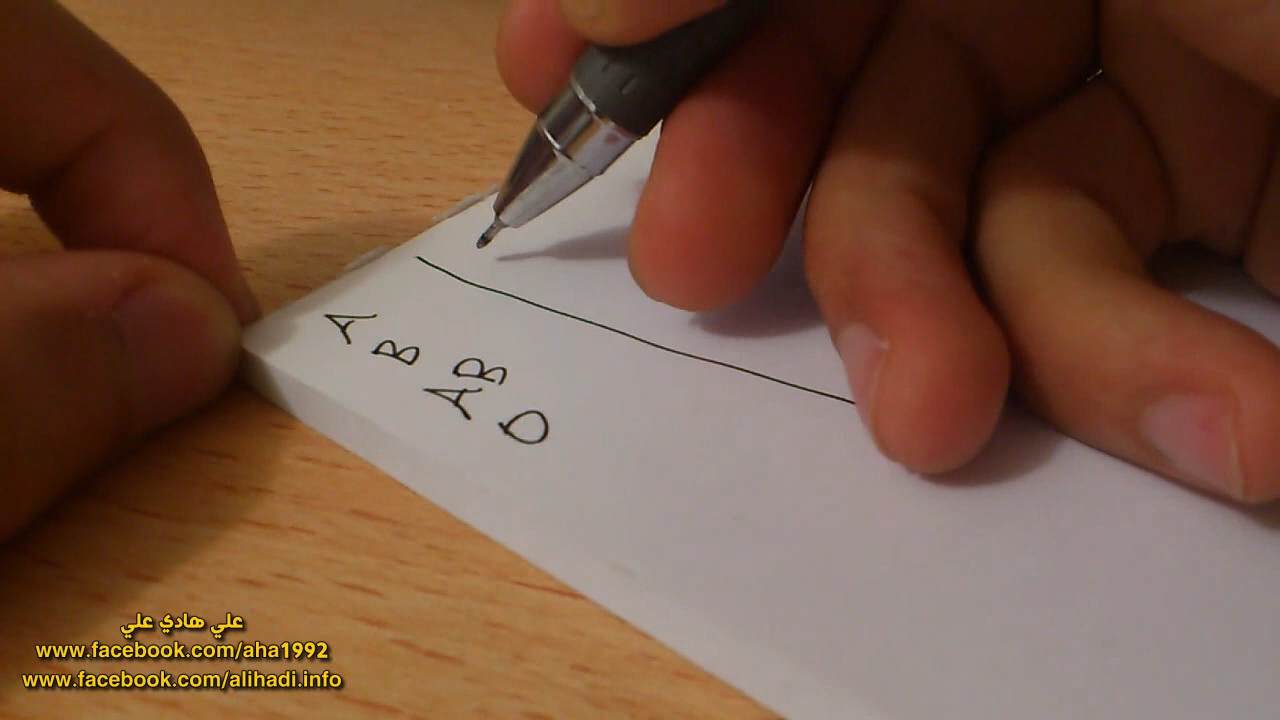 A
B
AB
O
علي هادي علي
www.facebook.com/aha1992
www.facebook.com/alihadi.info